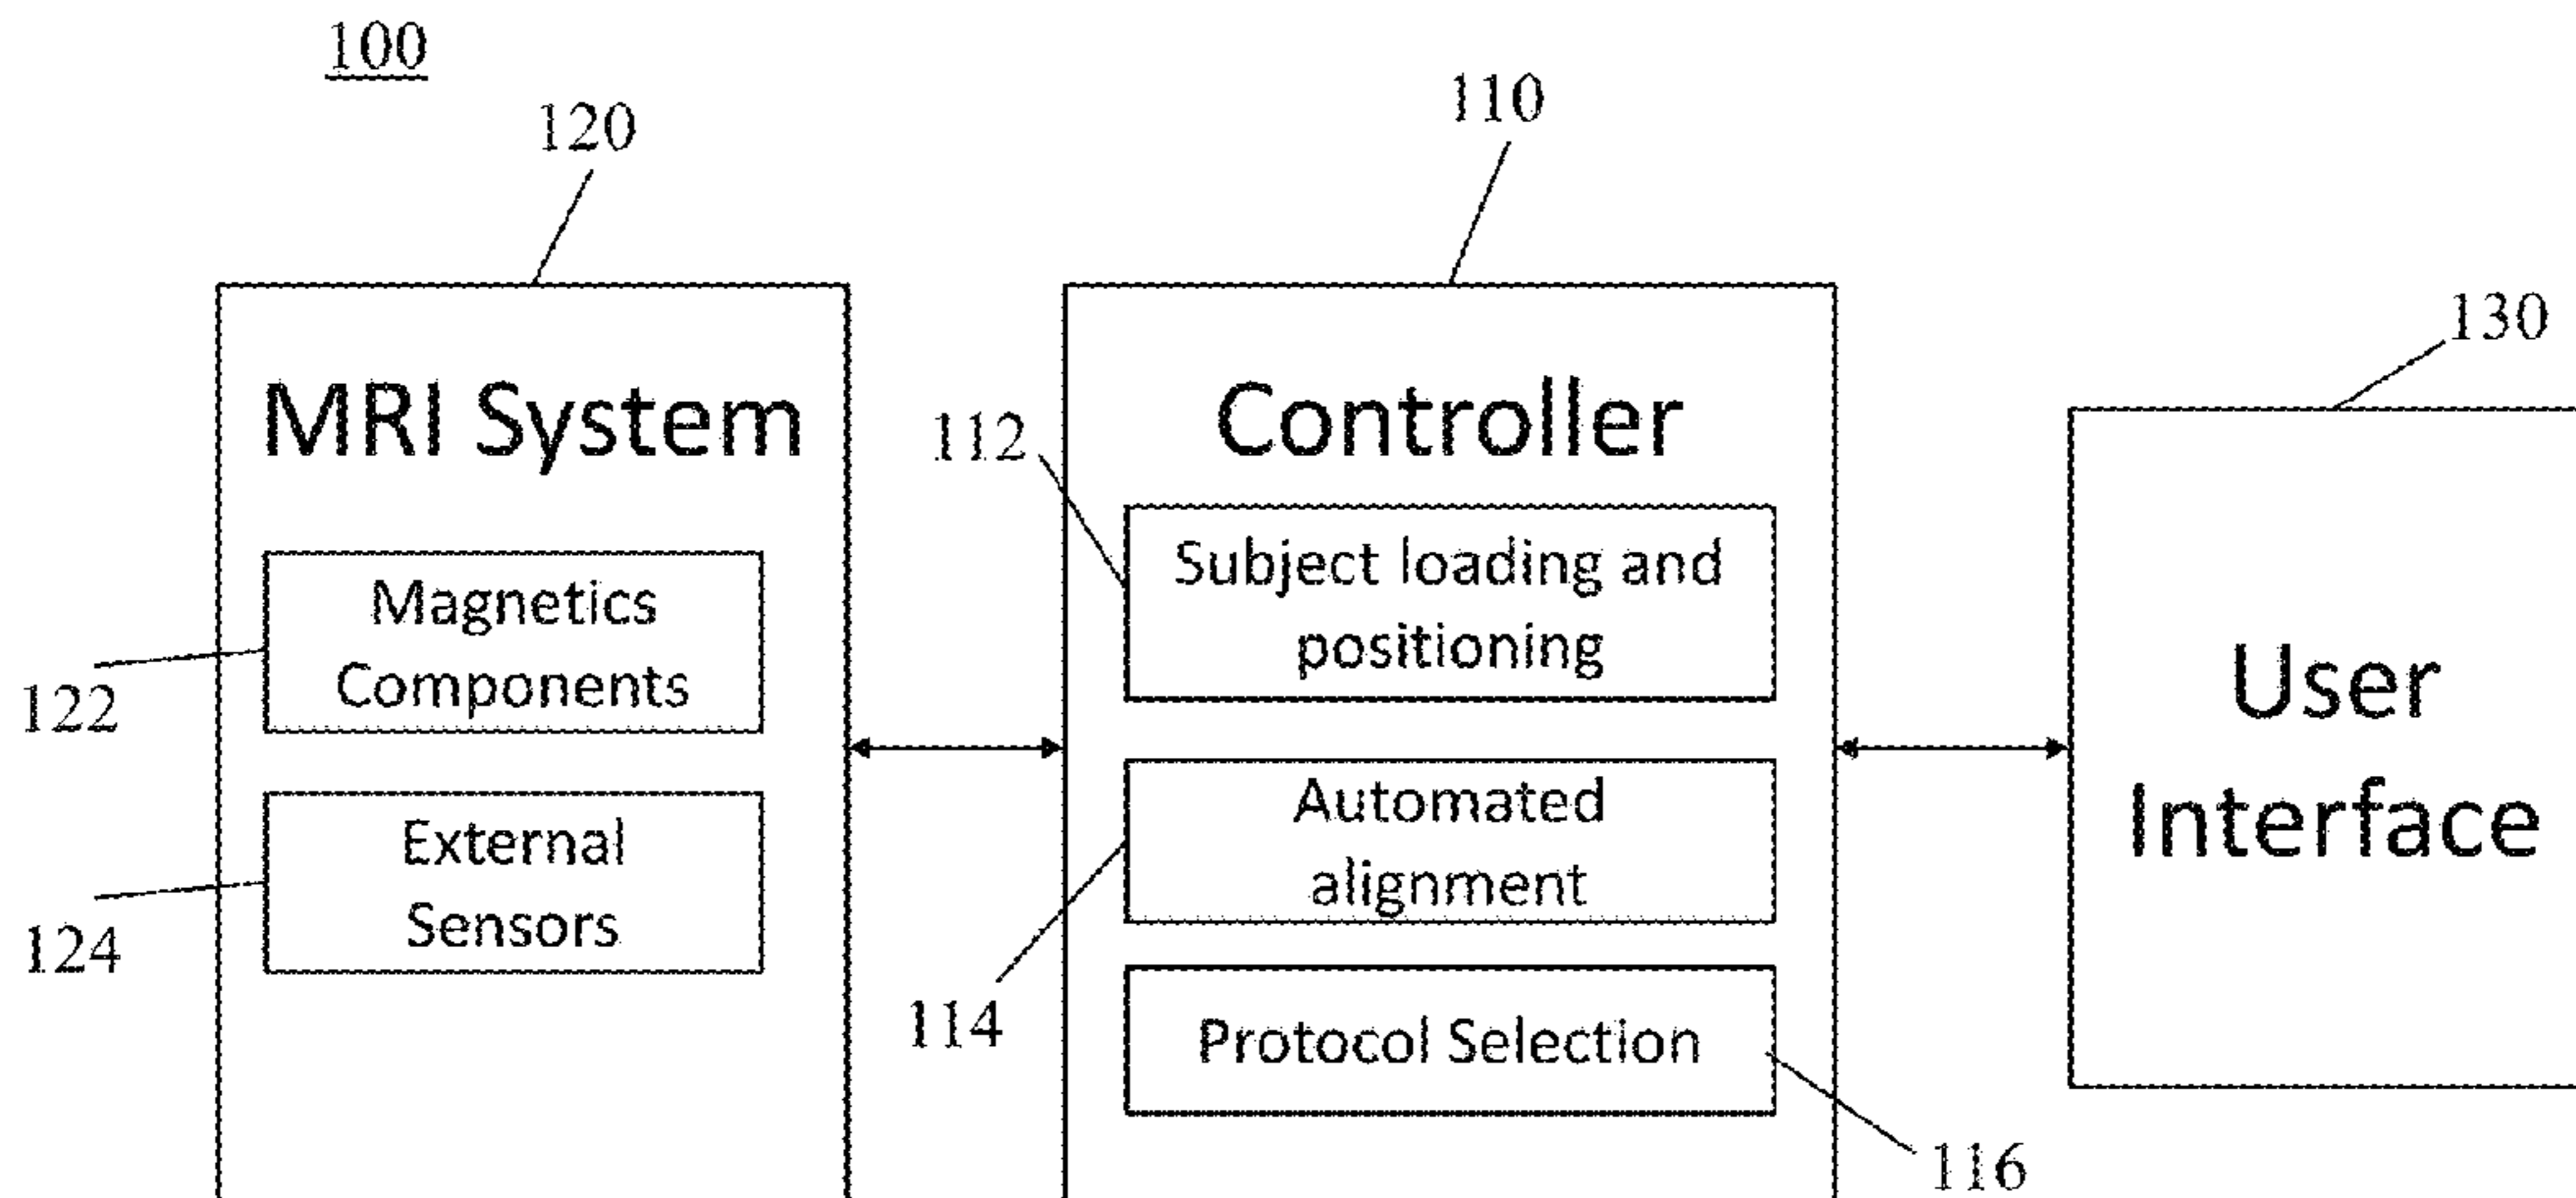 100
120
110
130
MRI System
Controller
112
Subject loading and
positioning
Magnetics
Components
122
User
Interface
Automated
alignment
External
Sensors
124
114
Protocol Selection
116